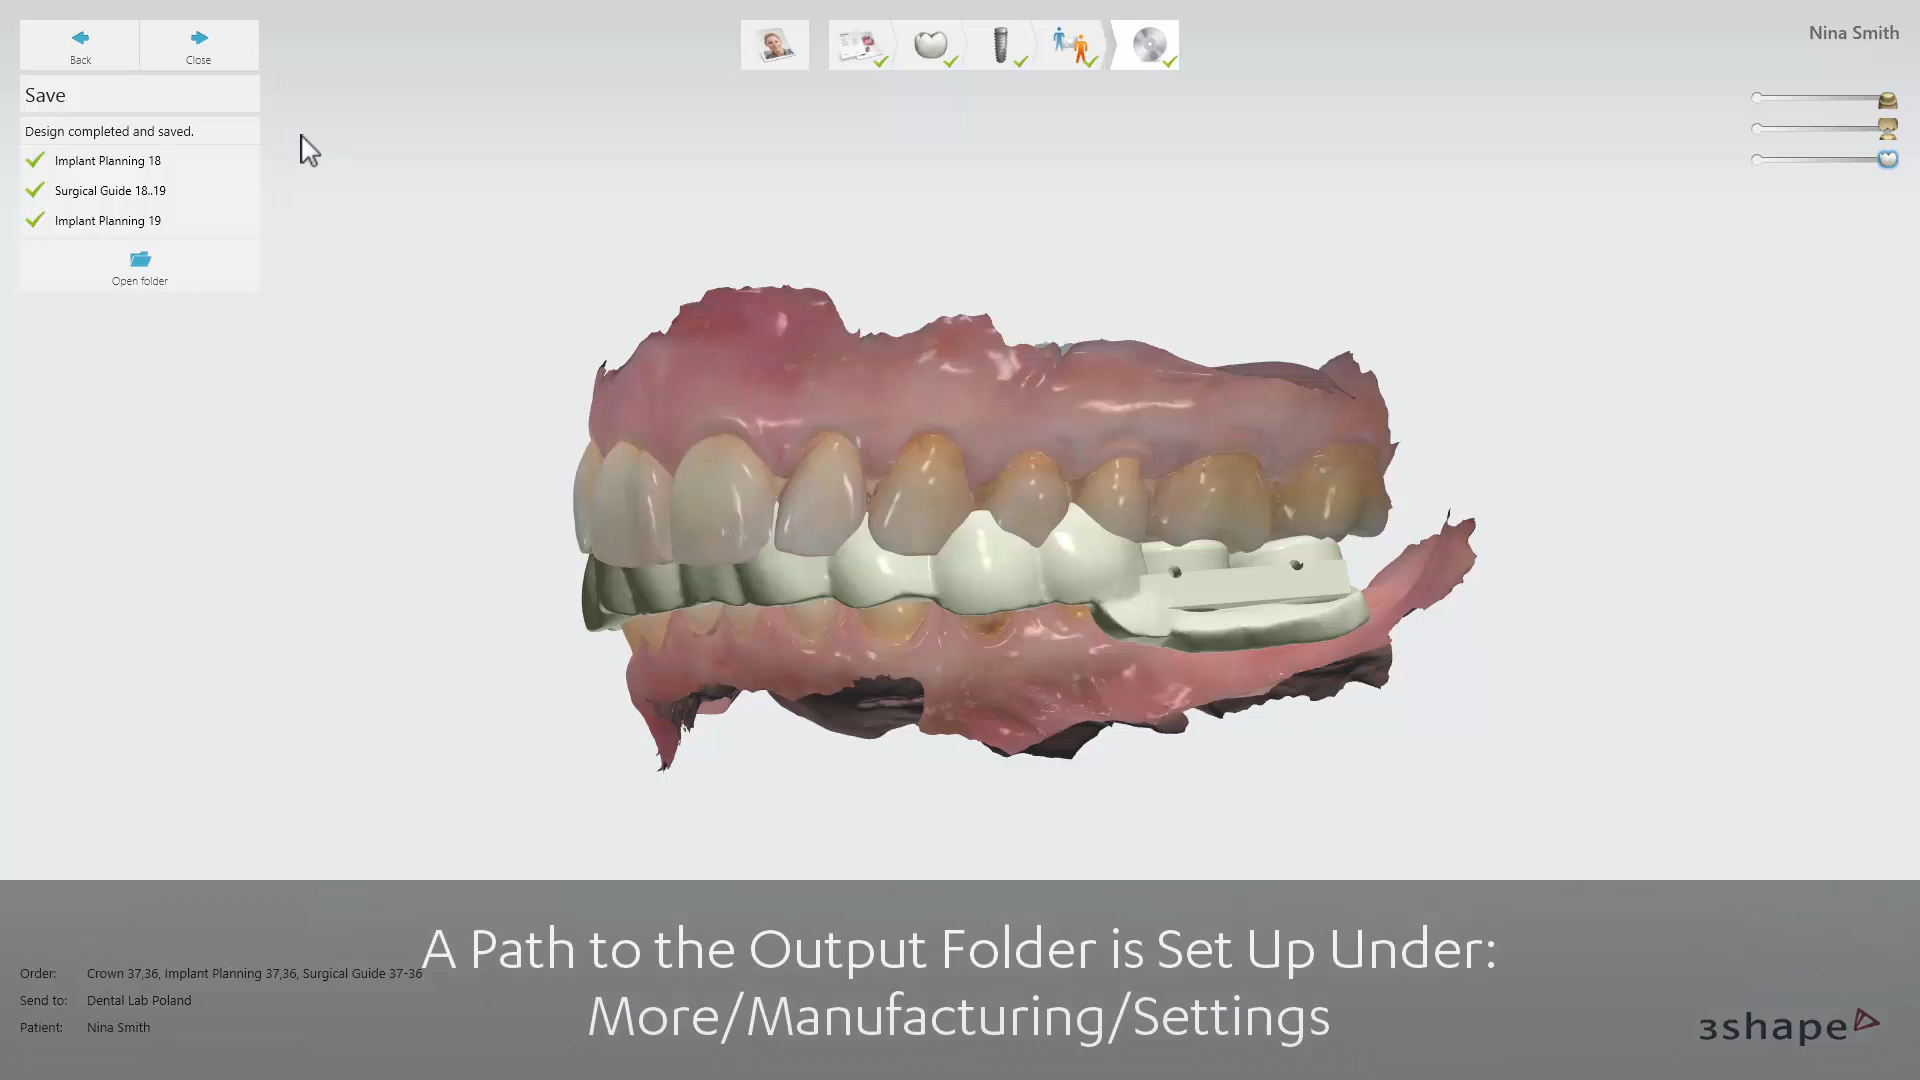 Back
Close
Nina Smith
Save
Design completed and saved.
Implant Planning 18
Surgical Guide 18..19
Implant Planning 19
Open folder
A Path to the Output Folder is Set Up Under:
More/Manufacturing/Settings
Order: Crown 37,36, Implant Planning 37,36, Surgical Guide 37-36
Send to: Dental Lab Poland
Patient: Nina Smith
3shape